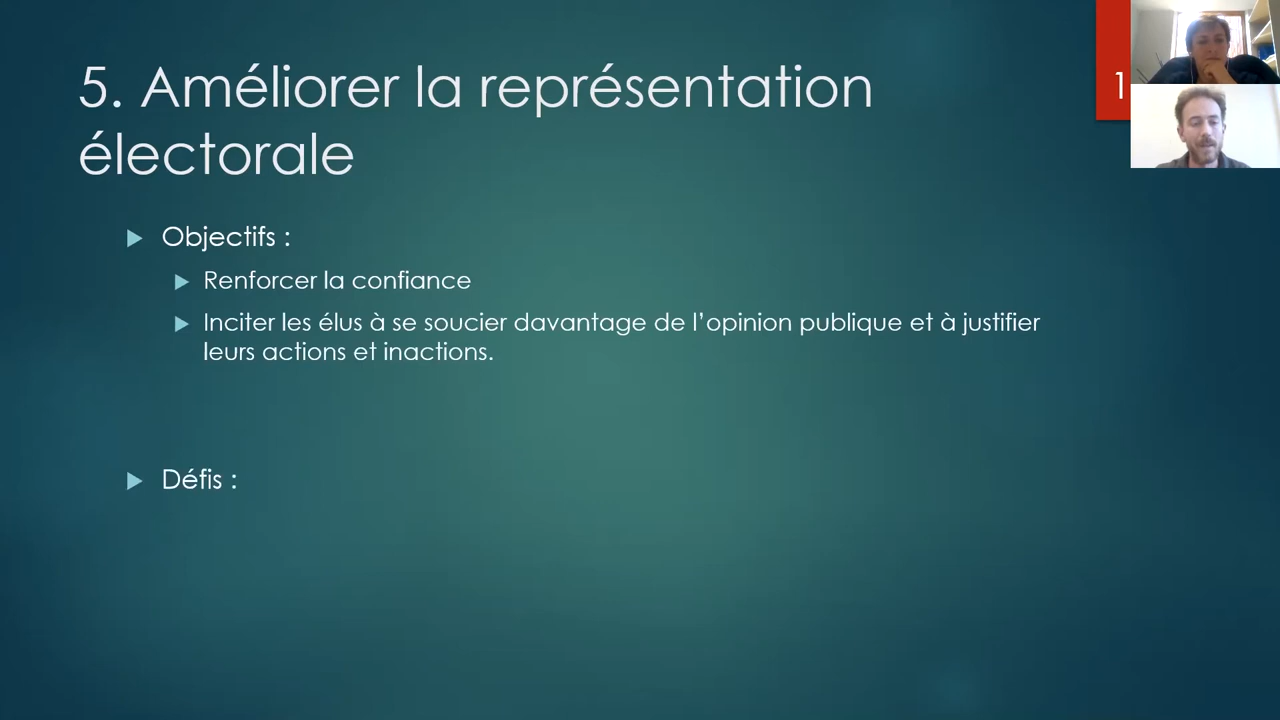 5. Améliorer la représentation
électorale
1
Objectifs :
Renforcer la confiance
Inciter les élus à se soucier davantage de l’opinion publique et à justifier
leurs actions et inactions.
Défis :